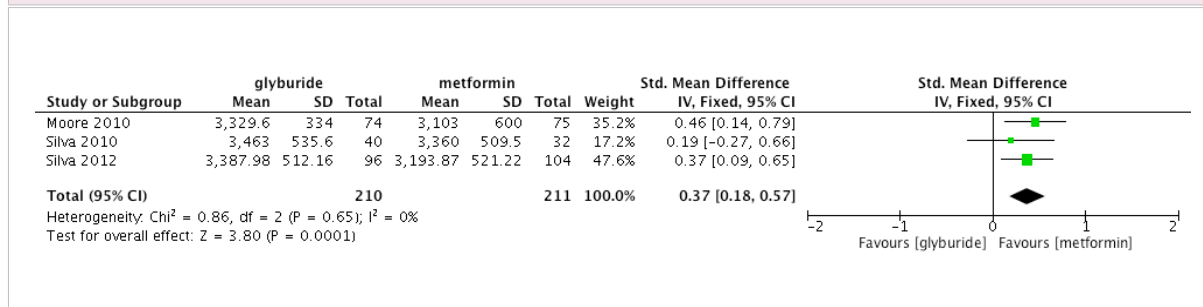 glyburide metformin Std. Mean Difference Std. Mean Difference
Study or Subgroup Mean SD Total Mean SD Total Weight IV, Fixed, 95% CI IV, Fixed, 95% CI
Moore 2010 3,329.6 334 74 3,103 600 75 35.2% 0.46 [0.14, 0.79]
Silva 2010 3,463 535.6 40 3,360 509.5 32 17.2% 0.19 [-0.27, 0.66]
Silva 2012 3,387.98 512.16 96 3,193.87 521.22 104 47.6% 0.37 [0.09, 0.65]
Total (95% CI) 210 211 100.0% 0.37 [0.18, 0.57]
Heterogeneity: Chi² = 0.86, df = 2 (P = 0.65); I² = 0%
Test for overall effect: Z = 3.80 (P = 0.0001)
-2 -1 0 1 2
Favours [glyburide] Favours [metformin]